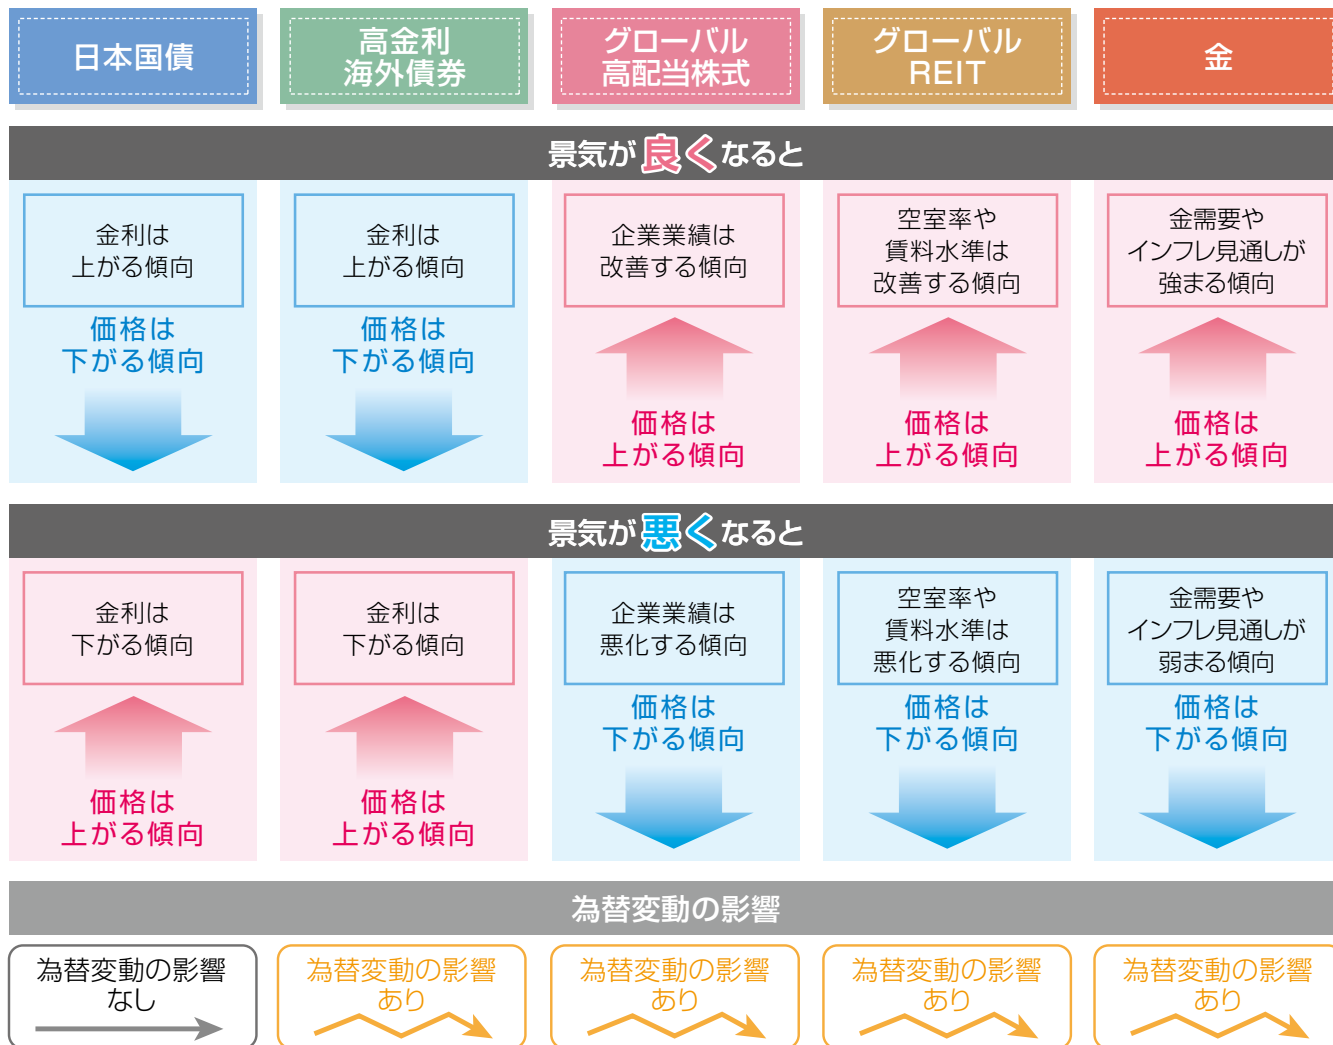 日本国債
高金利
海外債券
グローバル
高配当株式
グローバル
REIT
金
景気が良くなると
金利は
上がる傾向
価格は
下がる傾向
金利は
上がる傾向
価格は
下がる傾向
企業業績は
改善する傾向
価格は
上がる傾向
空室率や
賃料水準は
改善する傾向
価格は
上がる傾向
金需要や
インフレ見通しが
強まる傾向
価格は
上がる傾向
景気が悪くなると
金利は
下がる傾向
価格は
上がる傾向
金利は
下がる傾向
価格は
上がる傾向
企業業績は
悪化する傾向
価格は
下がる傾向
空室率や
賃料水準は
悪化する傾向
価格は
下がる傾向
金需要や
インフレ見通しが
弱まる傾向
価格は
下がる傾向
為替変動の影響
為替変動の影響
なし
為替変動の影響
あり
為替変動の影響
あり
為替変動の影響
あり
為替変動の影響
あり